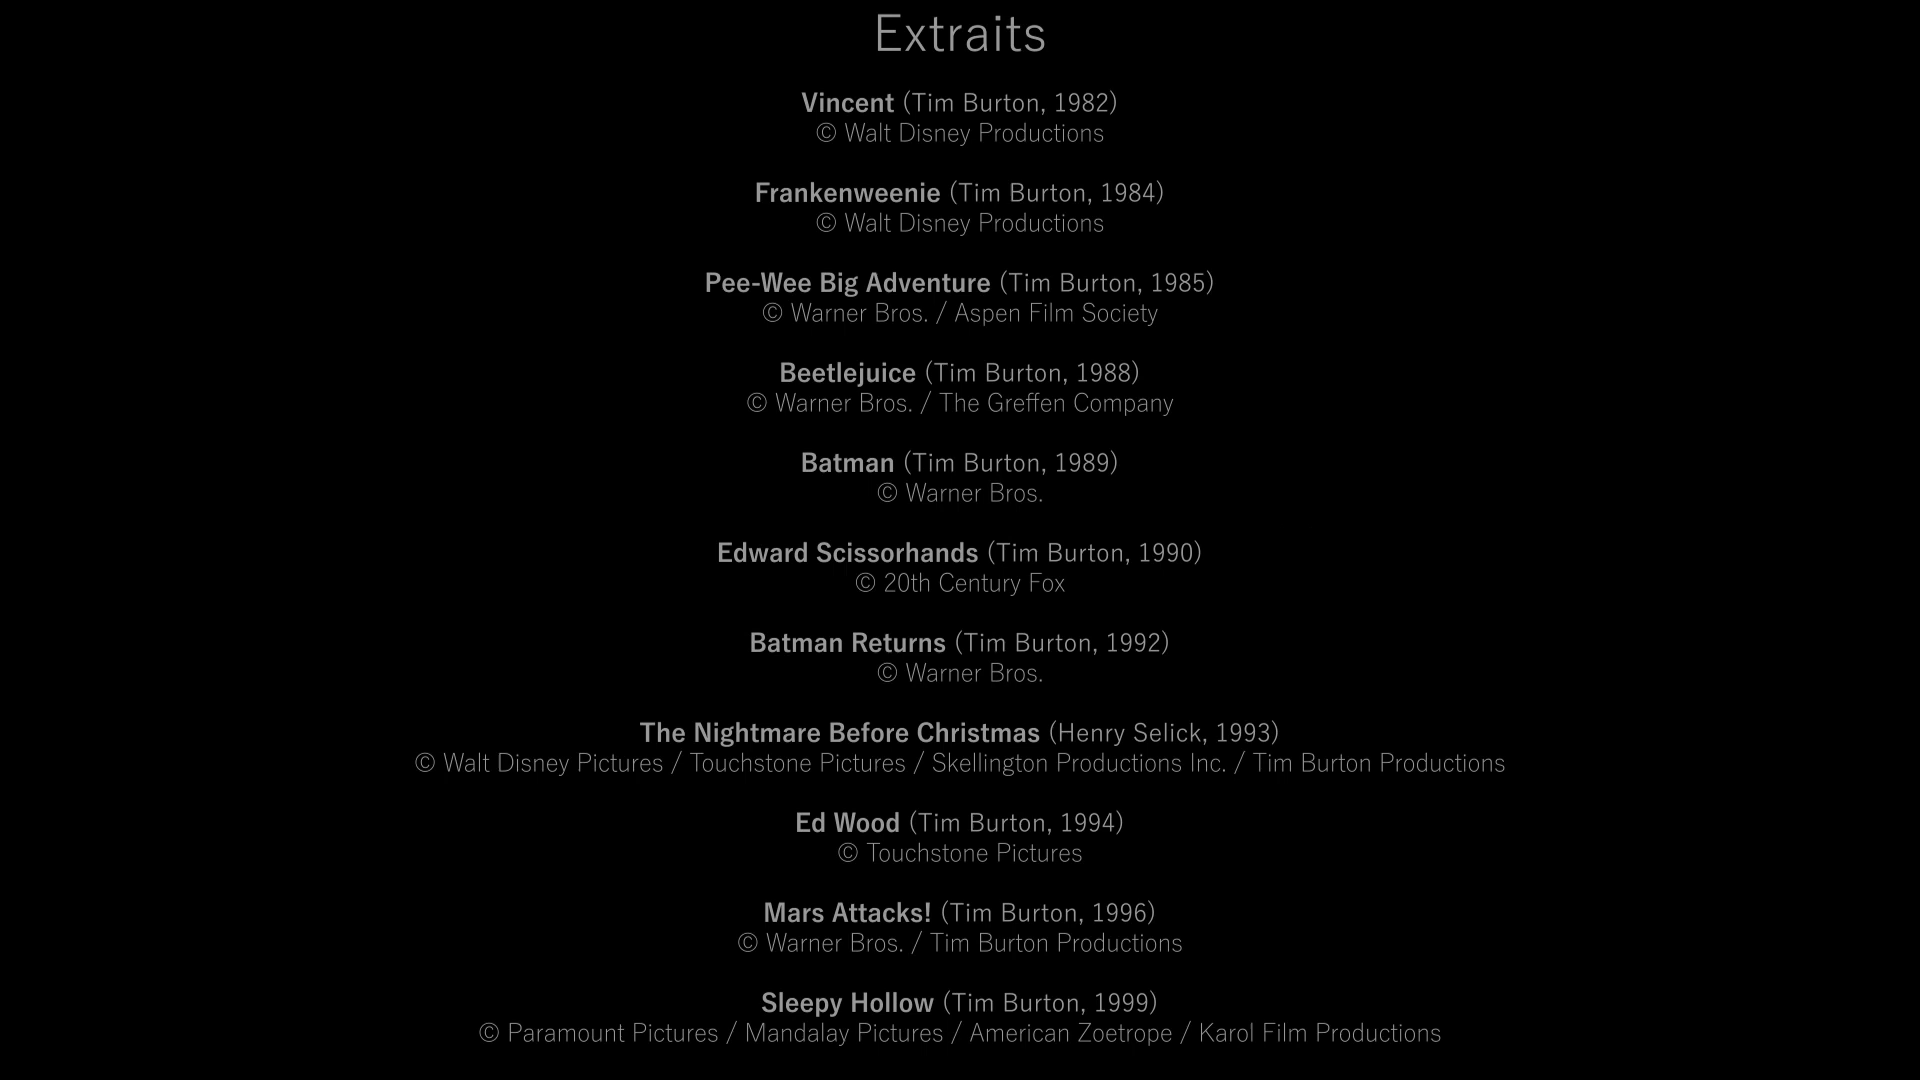 Extraits
Vincent (Tim Burton, 1982)
© Walt Disney Productions
Frankenweenie (Tim Burton, 1984)
© Walt Disney Productions
Pee-Wee Big Adventure (Tim Burton, 1985)
© Warner Bros. / Aspen Film Society
Beetlejuice (Tim Burton, 1988)
© Warner Bros. / The Greffen Company
Batman (Tim Burton, 1989)
© Warner Bros.
Edward Scissorhands (Tim Burton, 1990)
© 20th Century Fox
Batman Returns (Tim Burton, 1992)
© Warner Bros.
The Nightmare Before Christmas (Henry Selick, 1993)
© Walt Disney Pictures / Touchstone Pictures / Skellington Productions Inc. / Tim Burton Productions
Ed Wood (Tim Burton, 1994)
© Touchstone Pictures
Mars Attacks! (Tim Burton, 1996)
© Warner Bros. / Tim Burton Productions
Sleepy Hollow (Tim Burton, 1999)
© Paramount Pictures / Mandalay Pictures / American Zoetrope / Karol Film Productions